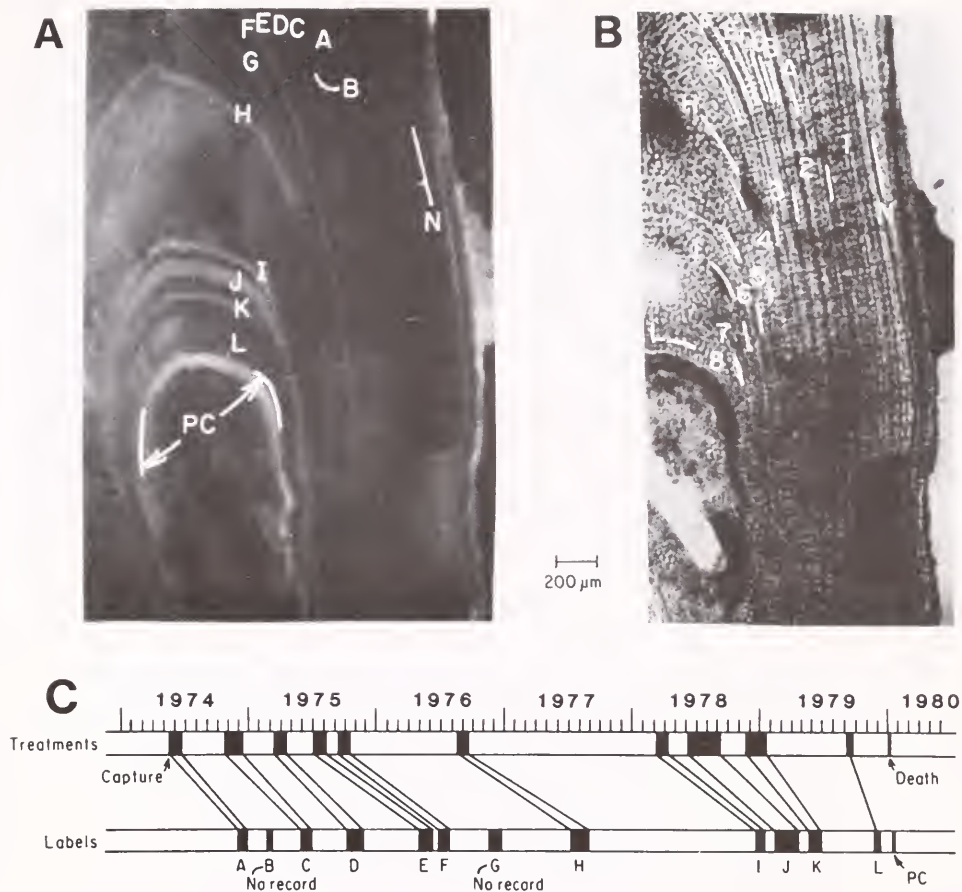 A
FEDC A
G
B
H
N
I
J
K
L
PC
B
A
H
1
2
3
4
N
I
5
6
7
8
L
200 µm
C
1974 1975 1976 1977 1978 1979 1980
Treatments
Capture
Death
Labels
A B C D E F G H I J K L PC
No record No record